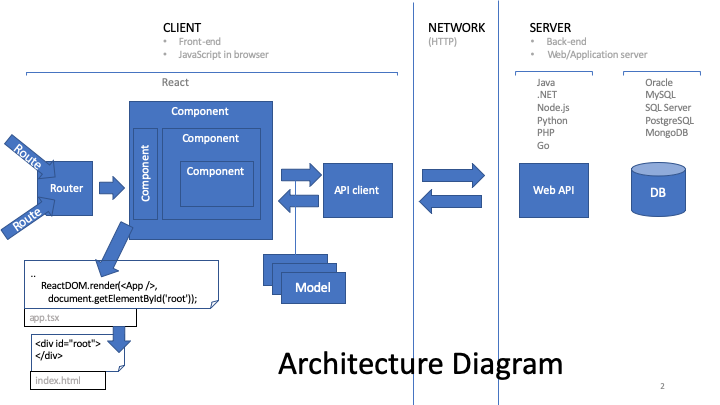 CLIENT
• Front-end
• JavaScript in browser
NETWORK
(HTTP)
SERVER
• Back-end
• Web/Application server
React
Java
.NET
Node.js
Python
PHP
Go
Oracle
MySQL
SQL Server
PostgreSQL
MongoDB
Route
Route
Router
Component
Component
Component
Component
API client
Web API
DB
Model
..
ReactDOM.render(<App />,
document.getElementById('root'));
app.tsx
<div id="root">
</div>
index.html
Architecture Diagram
2